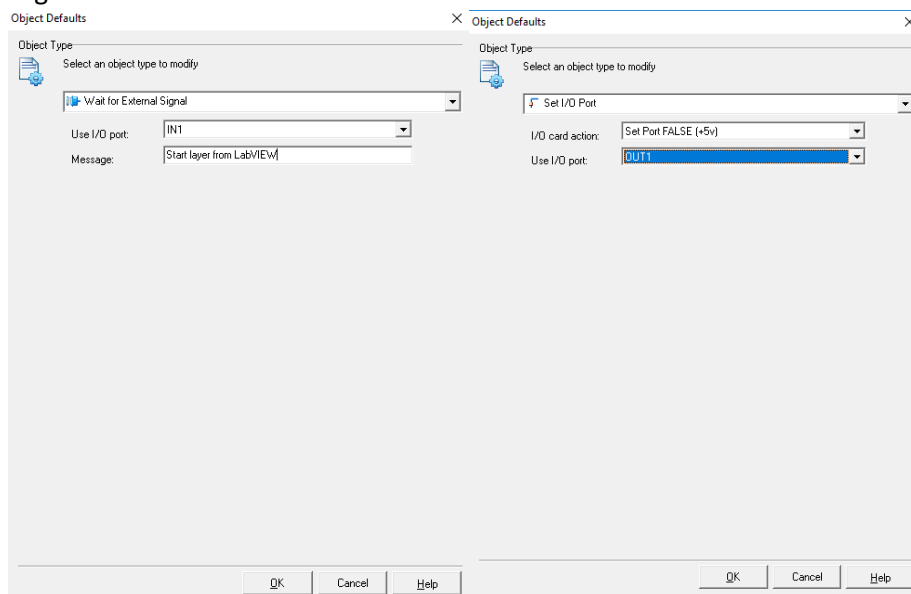 Object Defaults
Object Type
Select an object type to modify
Wait for External Signal
Use I/O port: IN1
Message: Start layer from LabVIEW
OK Cancel Help
Object Defaults
Object Type
Select an object type to modify
Set I/O Port
I/O card action: Set Port FALSE (+5v)
Use I/O port: OUT1
OK Cancel Help